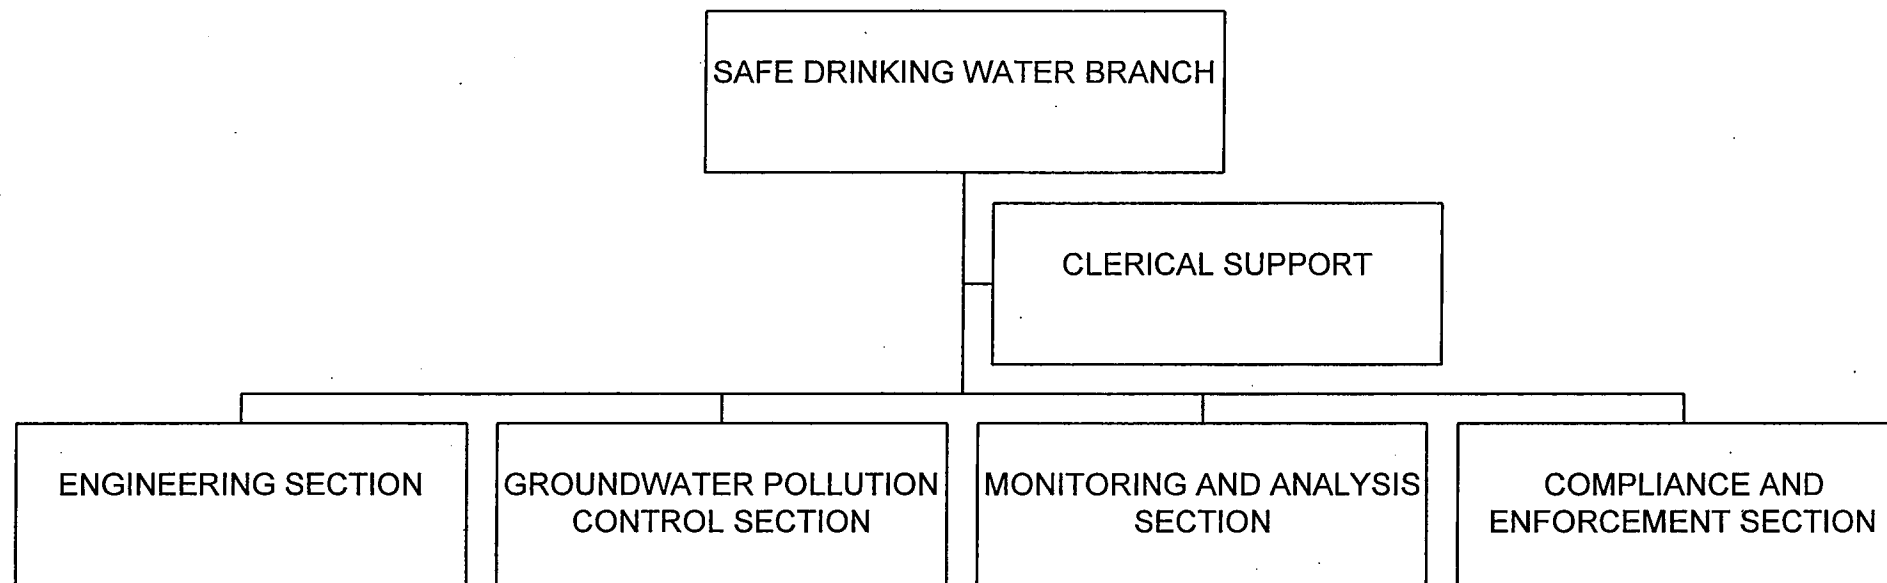 SAFE DRINKING WATER BRANCH
CLERICAL SUPPORT
ENGINEERING SECTION
GROUNDWATER POLLUTION
CONTROL SECTION
MONITORING AND ANALYSIS
SECTION
COMPLIANCE AND
ENFORCEMENT SECTION